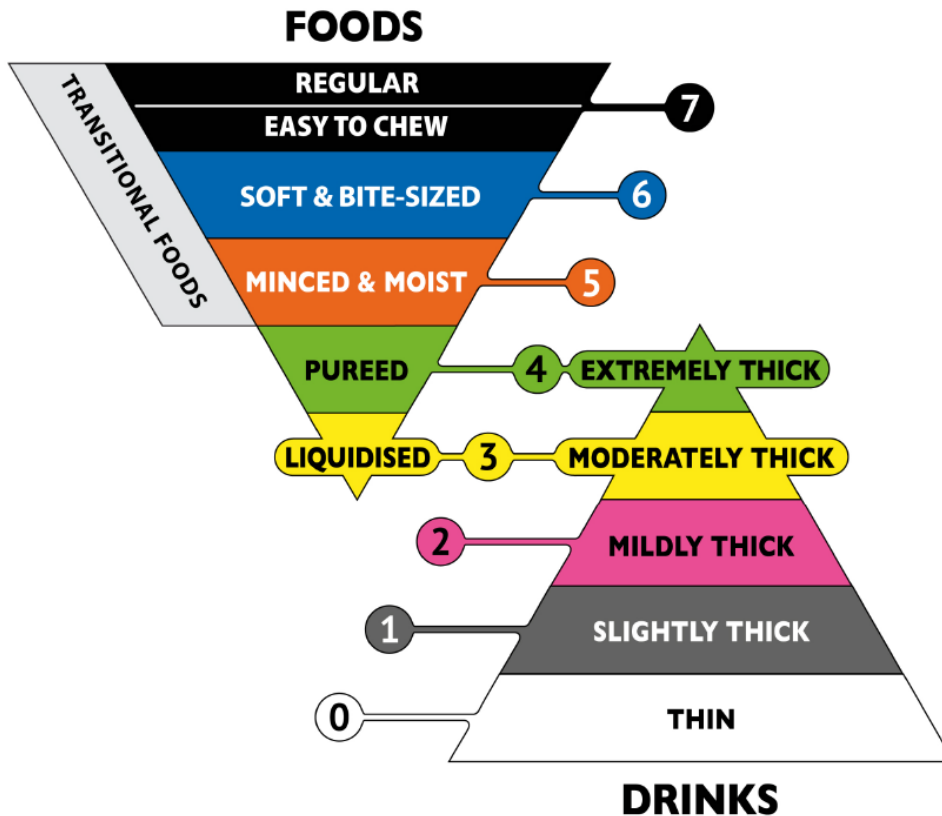 FOODS
TRANSITIONAL FOODS
REGULAR
EASY TO CHEW
7
SOFT & BITE-SIZED
6
MINCED & MOIST
5
PUREED
4
EXTREMELY THICK
LIQUIDISED
3
MODERATELY THICK
2
MILDLY THICK
1
SLIGHTLY THICK
0
THIN
DRINKS